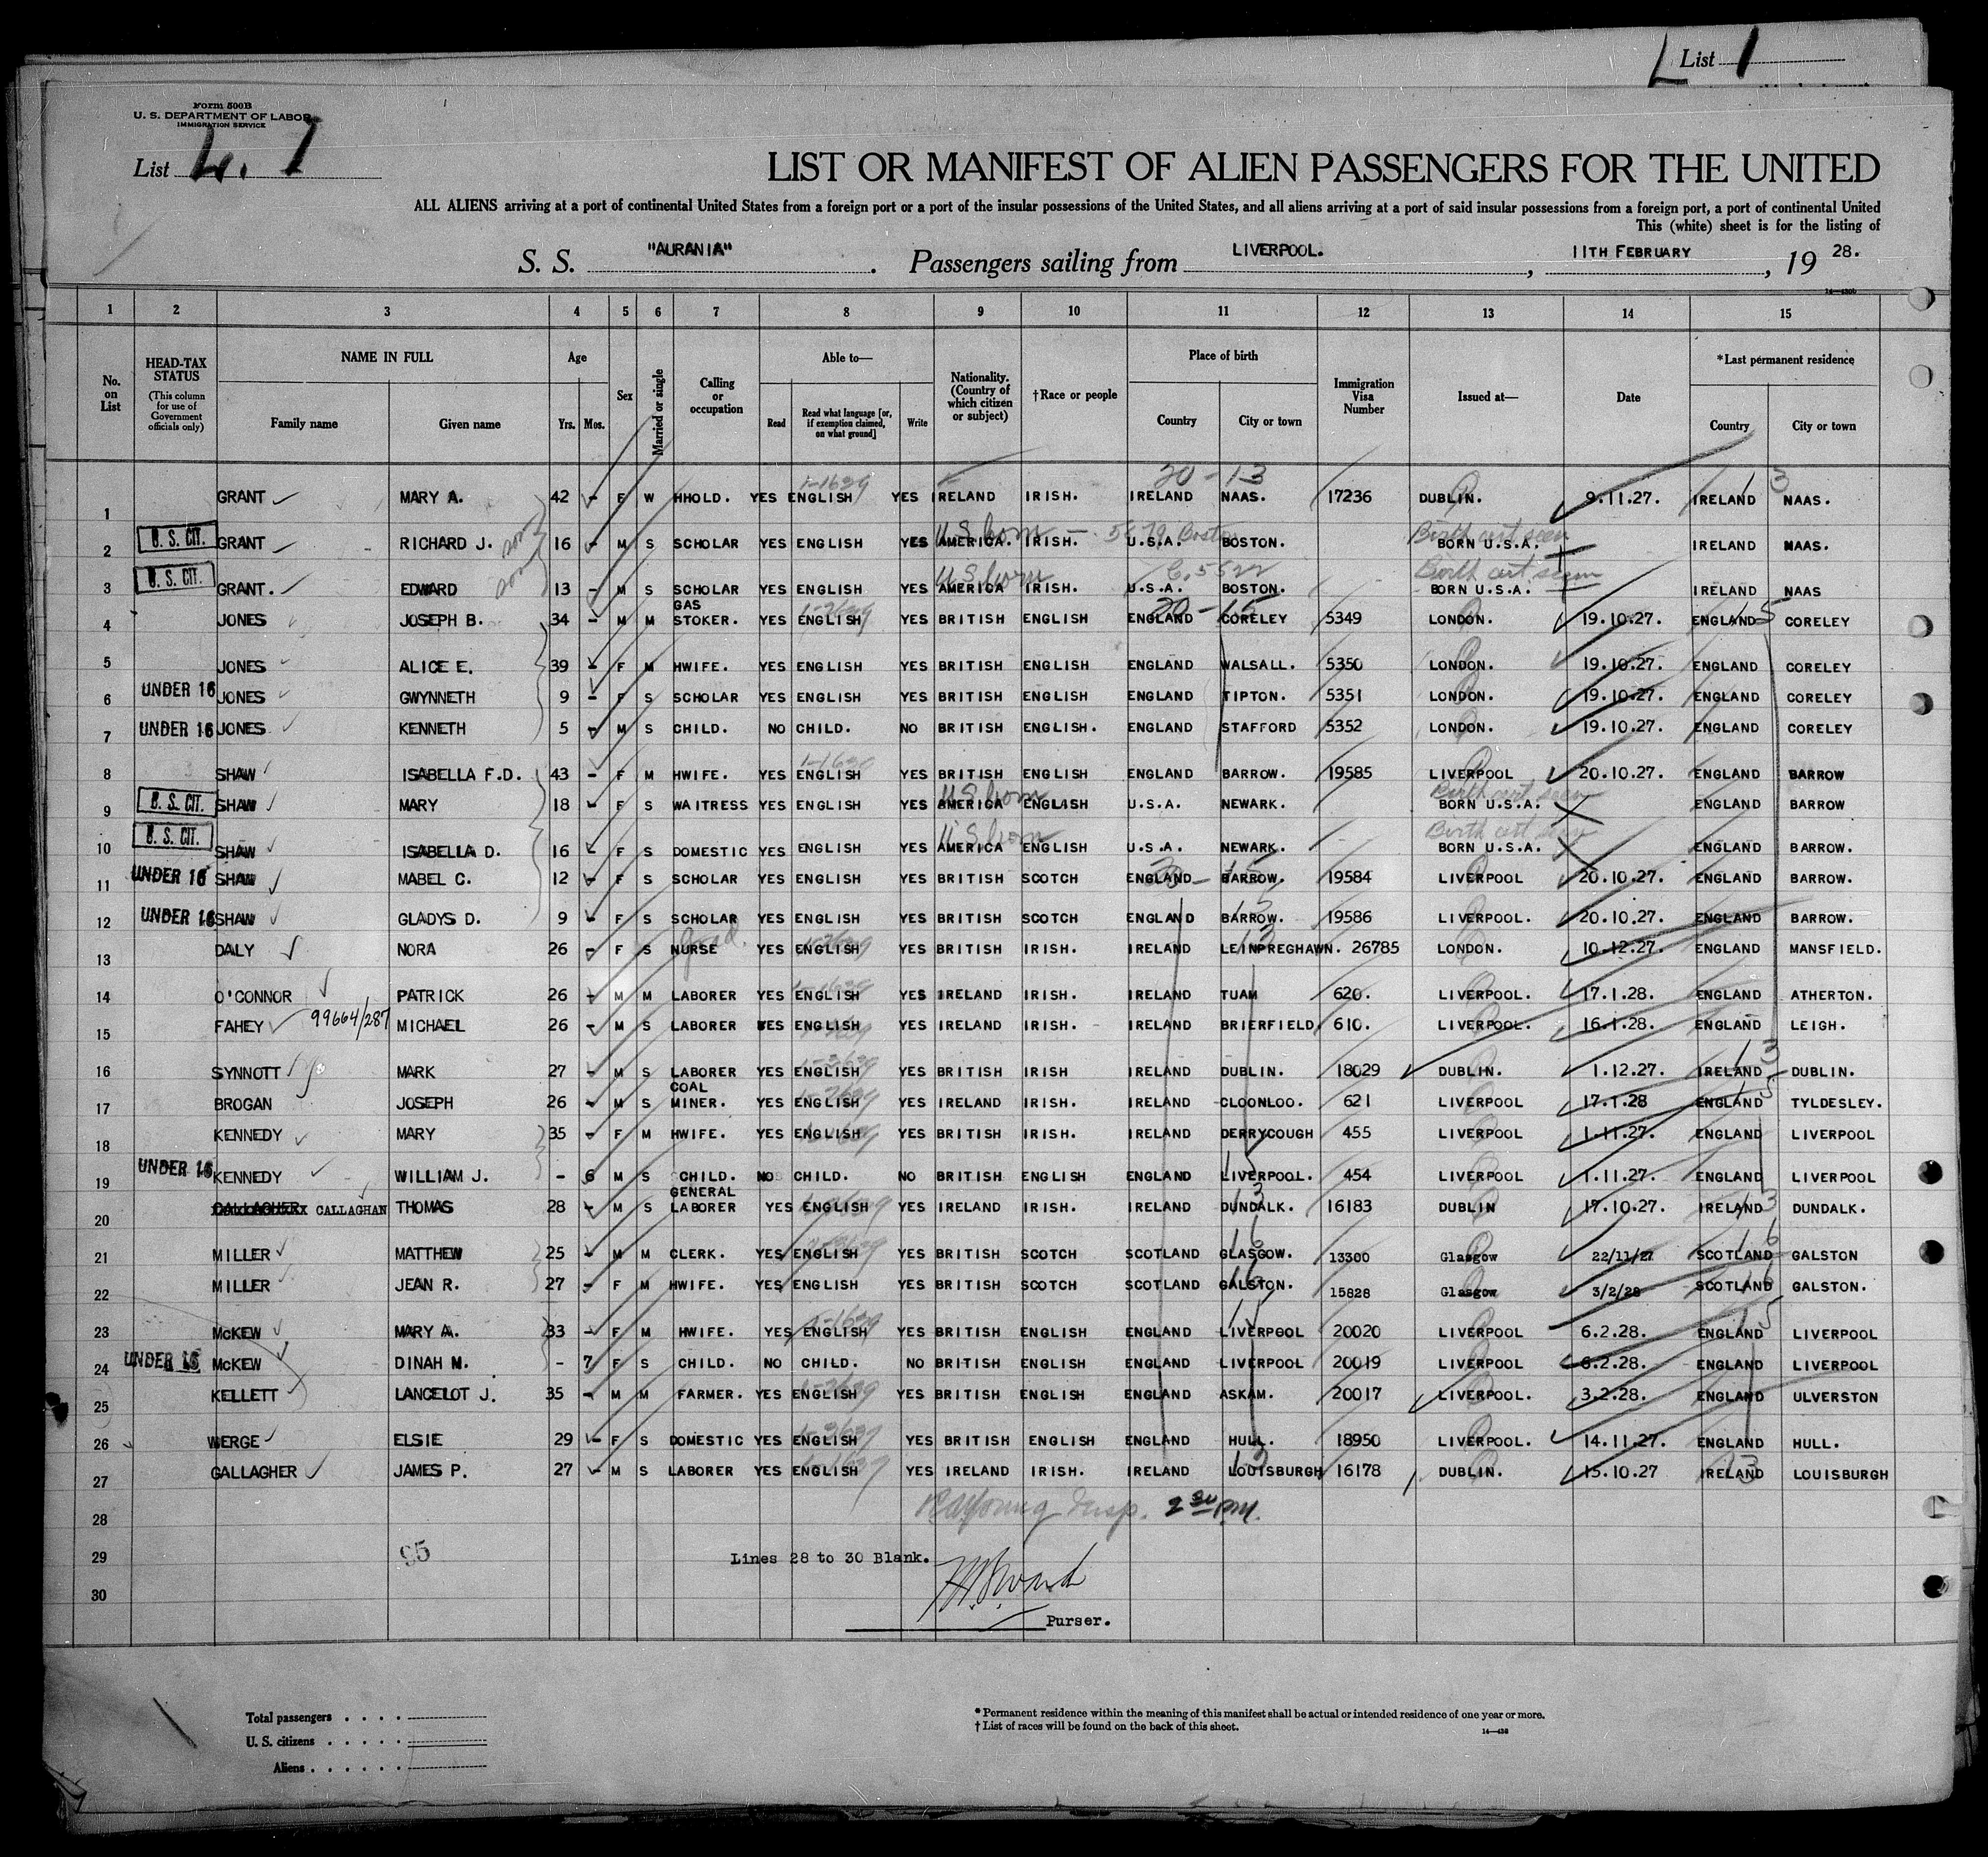 List 1
Form 500B
U. S. DEPARTMENT OF LABOR
IMMIGRATION SERVICE
List 1
LIST OR MANIFEST OF ALIEN PASSENGERS FOR THE UNITED
ALL ALIENS arriving at a port of continental United States from a foreign port or a port of the insular possessions of the United States, and all aliens arriving at a port of said insular possessions from a foreign port, a port of continental United
This (white) sheet is for the listing of
S. S. "AURANIA". Passengers sailing from LIVERPOOL. , 11TH FEBRUARY , 19 28.
1 2 3 4 5 6 7 8 9 10 11 12 13 14 15
No. on List HEAD-TAX STATUS (This column for use of Government officials only) NAME IN FULL Family name Given name Age Yrs. Mos. Sex Married or single Calling or occupation Able to— Read Read what language [or, if exemption claimed, on what ground] Write Nationality. (Country of which citizen or subject) †Race or people Place of birth Country City or town Immigration Visa Number Issued at— Date *Last permanent residence Country City or town
20-13
1 GRANT MARY A. 42 - F W HHOLD. YES ENGLISH YES IRELAND IRISH. IRELAND NAAS. 17236 DUBLIN. 9.11.27. IRELAND NAAS.
U.S. born Boston Birth cert seen
2 U. S. CIT. GRANT RICHARD J. 16 - M S SCHOLAR YES ENGLISH YES AMERICA. IRISH. U.S.A. BOSTON. BORN U.S.A. IRELAND NAAS.
U.S. born Birth cert seen
3 U. S. CIT. GRANT. EDWARD 13 - M S SCHOLAR YES ENGLISH YES AMERICA IRISH. U.S.A. BOSTON. BORN U.S.A. IRELAND NAAS
4 JONES JOSEPH B. 34 - M M GAS STOKER. YES ENGLISH YES BRITISH ENGLISH ENGLAND CORELEY 5349 LONDON. 19.10.27. ENGLAND CORELEY
5 JONES ALICE E. 39 - F M HWIFE. YES ENGLISH YES BRITISH ENGLISH ENGLAND WALSALL. 5350 LONDON. 19.10.27. ENGLAND CORELEY
6 UNDER 16 JONES GWYNNETH 9 - F S SCHOLAR YES ENGLISH YES BRITISH ENGLISH ENGLAND TIPTON. 5351 LONDON. 19.10.27. ENGLAND CORELEY
7 UNDER 16 JONES KENNETH 5 - M S CHILD. NO CHILD. NO BRITISH ENGLISH. ENGLAND STAFFORD 5352 LONDON. 19.10.27. ENGLAND CORELEY
8 SHAW ISABELLA F.D. 43 - F M HWIFE. YES ENGLISH YES BRITISH ENGLISH ENGLAND BARROW. 19585 LIVERPOOL 20.10.27. ENGLAND BARROW
U.S. born Birth cert seen
9 U. S. CIT. SHAW MARY 18 - F S WAITRESS YES ENGLISH YES AMERICA ENGLISH U.S.A. NEWARK. BORN U.S.A. ENGLAND BARROW
U.S. born Birth cert seen
10 U. S. CIT. SHAW ISABELLA D. 16 - F S DOMESTIC YES ENGLISH YES AMERICA ENGLISH U.S.A. NEWARK. BORN U.S.A. ENGLAND BARROW.
11 UNDER 16 SHAW MABEL C. 12 - F S SCHOLAR YES ENGLISH YES BRITISH SCOTCH ENGLAND BARROW. 19584 LIVERPOOL 20.10.27. ENGLAND BARROW.
12 UNDER 16 SHAW GLADYS D. 9 - F S SCHOLAR YES ENGLISH YES BRITISH SCOTCH ENGLAND BARROW. 19586 LIVERPOOL. 20.10.27. ENGLAND BARROW.
13 DALY NORA 26 - F S NURSE YES ENGLISH YES BRITISH IRISH. IRELAND LEINPREGHAWN. 26785 LONDON. 10.12.27. ENGLAND MANSFIELD.
14 O'CONNOR PATRICK 26 - M M LABORER YES ENGLISH YES IRELAND IRISH. IRELAND TUAM 620. LIVERPOOL. 17.1.28. ENGLAND ATHERTON.
15 FAHEY 99664/287 MICHAEL 26 - M S LABORER YES ENGLISH YES IRELAND IRISH. IRELAND BRIERFIELD 610. LIVERPOOL. 16.1.28. ENGLAND LEIGH.
16 SYNNOTT MARK 27 - M S LABORER YES ENGLISH YES BRITISH IRISH IRELAND DUBLIN. 18029 DUBLIN. 1.12.27. IRELAND DUBLIN.
17 BROGAN JOSEPH 26 - M S COAL MINER. YES ENGLISH YES IRELAND IRISH. IRELAND CLOONLOO. 621 LIVERPOOL 17.1.28 ENGLAND TYLDESLEY.
18 KENNEDY MARY 35 - F M HWIFE. YES ENGLISH YES BRITISH IRISH. IRELAND DERRYCOUGH 455 LIVERPOOL 1.11.27. ENGLAND LIVERPOOL
19 UNDER 16 KENNEDY WILLIAM J. - 6 M S CHILD. NO CHILD. NO BRITISH ENGLISH ENGLAND LIVERPOOL. 454 LIVERPOOL 1.11.27. ENGLAND LIVERPOOL
20 GALLAGHER CALLAGHAN THOMAS 28 - M S GENERAL LABORER YES ENGLISH YES IRELAND IRISH. IRELAND DUNDALK. 16183 DUBLIN 17.10.27. IRELAND DUNDALK.
21 MILLER MATTHEW 25 - M M CLERK. YES ENGLISH YES BRITISH SCOTCH SCOTLAND GLASGOW. 13300 Glasgow 22/11/27 SCOTLAND GALSTON
22 MILLER JEAN R. 27 - F M HWIFE. YES ENGLISH YES BRITISH SCOTCH SCOTLAND GALSTON. 15828 Glasgow 3/2/28 SCOTLAND GALSTON.
23 McKEW MARY A. 33 - F M HWIFE. YES ENGLISH YES BRITISH ENGLISH ENGLAND LIVERPOOL 20020 LIVERPOOL 6.2.28. ENGLAND LIVERPOOL
24 UNDER 16 McKEW DINAH M. - 7 F S CHILD. NO CHILD. NO BRITISH ENGLISH ENGLAND LIVERPOOL 20019 LIVERPOOL 6.2.28. ENGLAND LIVERPOOL
25 KELLETT LANCELOT J. 35 - M M FARMER. YES ENGLISH YES BRITISH ENGLISH ENGLAND ASKAM. 20017 LIVERPOOL. 3.2.28. ENGLAND ULVERSTON
26 WERGE ELSIE 29 - F S DOMESTIC YES ENGLISH YES BRITISH ENGLISH ENGLAND HULL. 18950 LIVERPOOL. 14.11.27. ENGLAND HULL.
27 GALLAGHER JAMES P. 27 - M S LABORER YES ENGLISH YES IRELAND IRISH. IRELAND LOUISBURGH 16178 DUBLIN. 15.10.27 IRELAND LOUISBURGH
28 Insp. 2 30 P.M.
29 95 Lines 28 to 30 Blank.
30
Purser.
Total passengers . . . .
U. S. citizens . . . . .
Aliens . . . . . .
* Permanent residence within the meaning of this manifest shall be actual or intended residence of one year or more.
† List of races will be found on the back of this sheet.